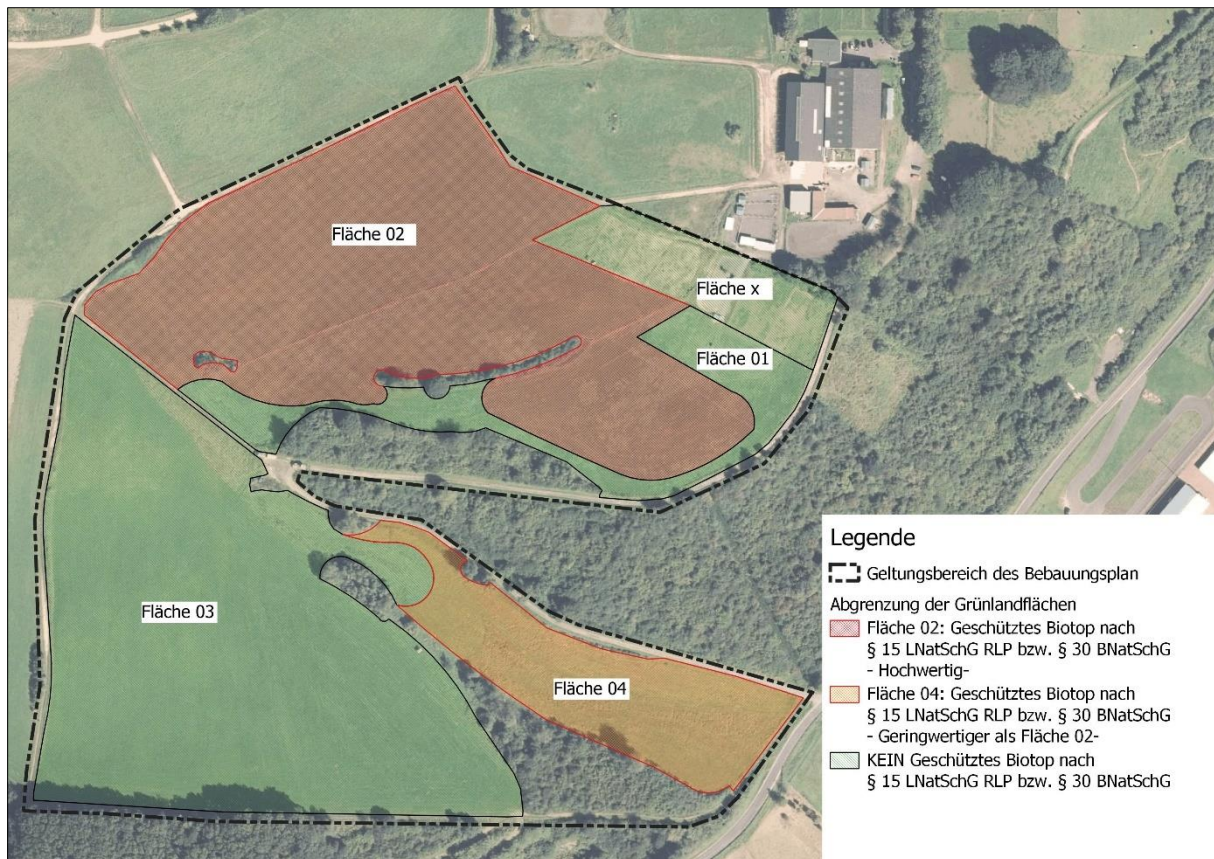 Fläche 02
Fläche x
Fläche 01
Fläche 03
Fläche 04
Legende
Geltungsbereich des Bebauungsplan
Abgrenzung der Grünlandflächen
Fläche 02: Geschütztes Biotop nach
§ 15 LNatSchG RLP bzw. § 30 BNatSchG
- Hochwertig-
Fläche 04: Geschütztes Biotop nach
§ 15 LNatSchG RLP bzw. § 30 BNatSchG
- Geringwertiger als Fläche 02-
KEIN Geschütztes Biotop nach
§ 15 LNatSchG RLP bzw. § 30 BNatSchG